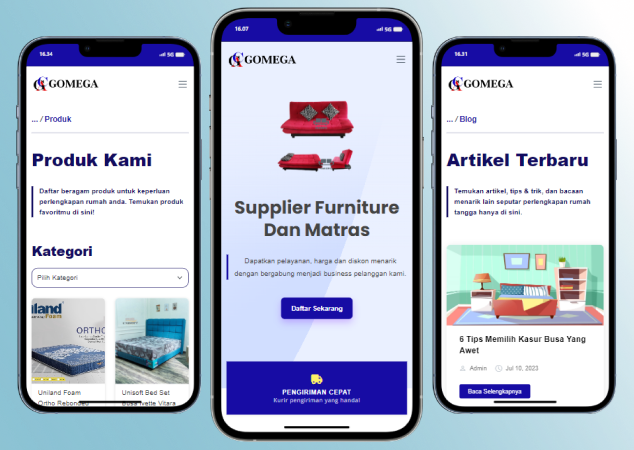 16.34
GOMEGA
... / Produk
Produk Kami
Daftar beragam produk untuk keperluan
perlengkapan rumah anda. Temukan produk
favoritmu di sini!
Kategori
Pilih Kategori
niland
ORTHO
Uniland Foam
Ortho Rebonded
Unisoft Bed Set
Busa Ivette Vitara
16.07
5G
GOMEGA
Supplier Furniture
Dan Matras
Dapatkan pelayanan, harga dan diskon menarik
dengan bergabung menjadi business pelanggan kami.
Daftar Sekarang
PENGIRIMAN CEPAT
Kurir pengiriman yang handal
16.31
5G
GOMEGA
... / Blog
Artikel Terbaru
Temukan artikel, tips & trik, dan bacaan
menarik lain seputar perlengkapan rumah
tangga hanya di sini.
6 Tips Memilih Kasur Busa Yang
Awet
Admin Jul 10, 2023
Baca Selengkapnya